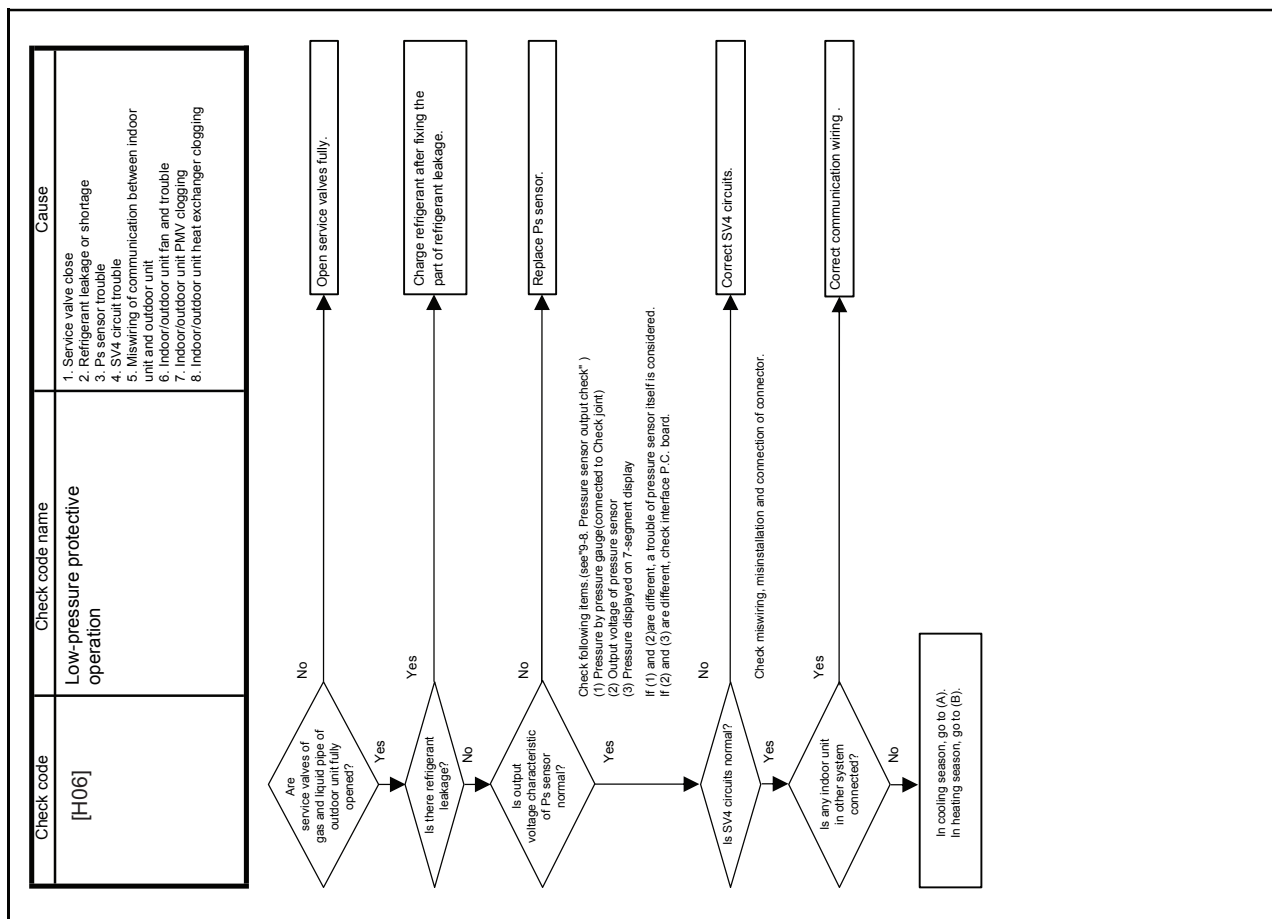 Check code
Check code name
Cause
[H06]
Low-pressure protective
operation
1. Service valve close
2. Refrigerant leakage or shortage
3. Ps sensor trouble
4. SV4 circuit trouble
5. Miswiring of communication between indoor
unit and outdoor unit
6. Indoor/outdoor unit fan and trouble
7. Indoor/outdoor unit PMV clogging
8. Indoor/outdoor unit heat exchanger clogging
Are
service valves of
gas and liquid pipe of
outdoor unit fully
opened?
No
Open service valves fully.
Yes
Is there refrigerant
leakage?
Yes
Charge refrigerant after fixing the
part of refrigerant leakage.
No
Is output
voltage characteristic
of Ps sensor
normal?
No
Replace Ps sensor.
Yes
Check following items.(see"9-8. Pressure sensor output check" )
(1) Pressure by pressure gauge(connected to Check joint)
(2) Output voltage of pressure sensor
(3) Pressure displayed on 7-segment display
If (1) and (2)are different, a trouble of pressure sensor itself is considered.
If (2) and (3) are different, check interface P.C. board.
Is SV4 circuits normal?
No
Correct SV4 circuits.
Yes
Check miswiring, misinstallation and connection of connector.
Is any indoor unit
in other system
connected?
Yes
Correct communication wiring .
No
In cooling season, go to (A).
In heating season, go to (B).